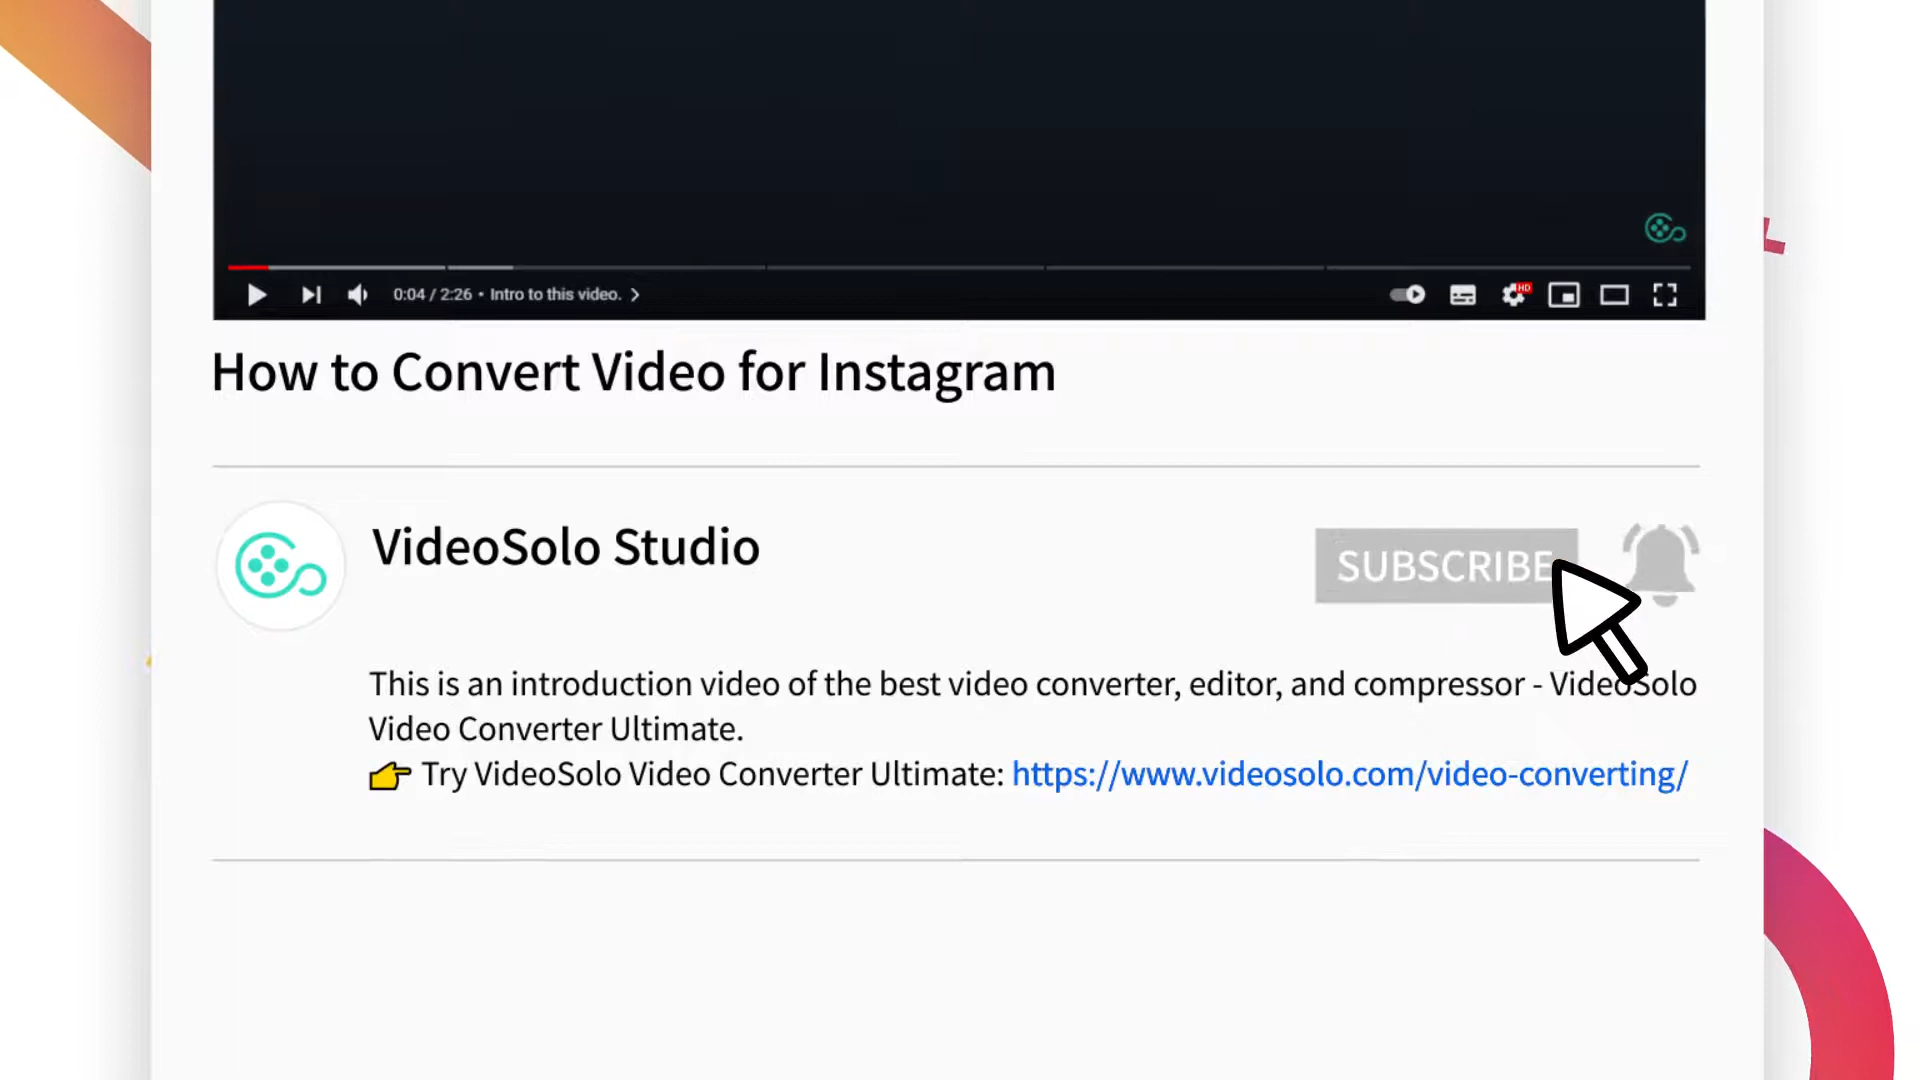 0:04 / 2:26 • Intro to this video.
HD
How to Convert Video for Instagram
VideoSolo Studio
SUBSCRIBE
This is an introduction video of the best video converter, editor, and compressor - VideoSolo
Video Converter Ultimate.
👉 Try VideoSolo Video Converter Ultimate: https://www.videosolo.com/video-converting/